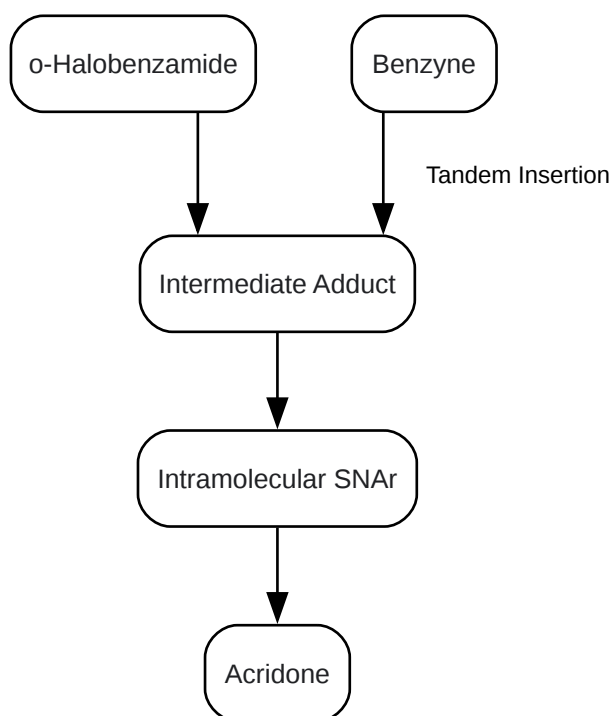 o-Halobenzamide
Benzyne
Tandem Insertion
Intermediate Adduct
Intramolecular SNAr
Acridone